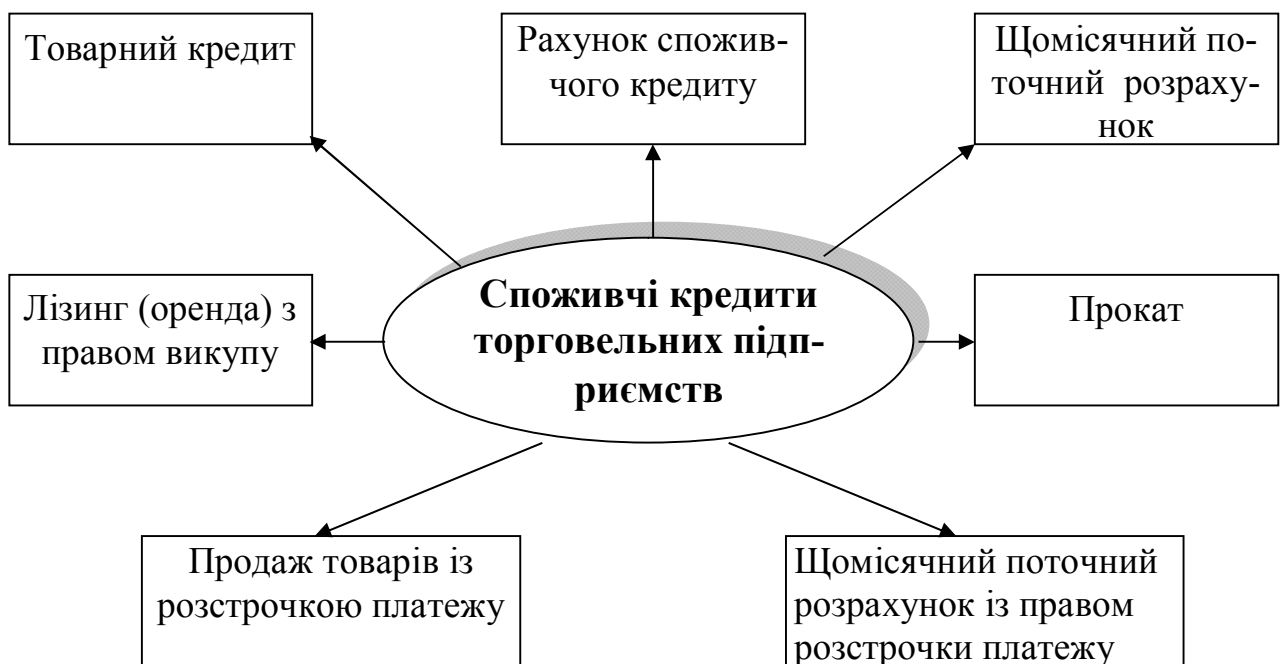 Товарний кредит
Рахунок спожив-
чого кредиту
Щомісячний по-
точний розраху-
нок
Лізинг (оренда) з
правом викупу
Споживчі кредити
торговельних підп-
риємств
Прокат
Продаж товарів із
розстрочкою платежу
Щомісячний поточний
розрахунок із правом
розстрочки платежу